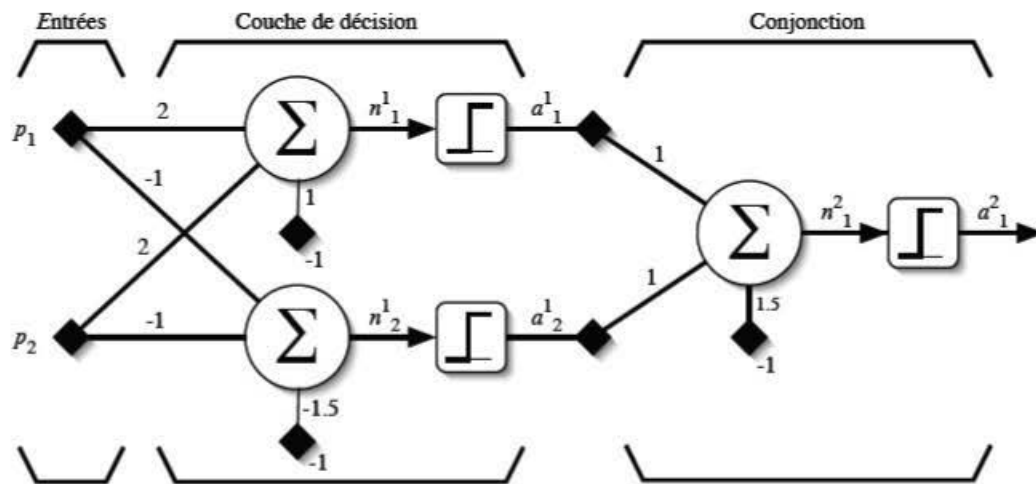 Entrées Couche de décision Conjonction
p1 2 Σ n¹1 a¹1
-1 1 1
-1
2 Σ n²1 a²1
1 1.5
-1
p2 -1 Σ n¹2 a¹2
-1.5
-1